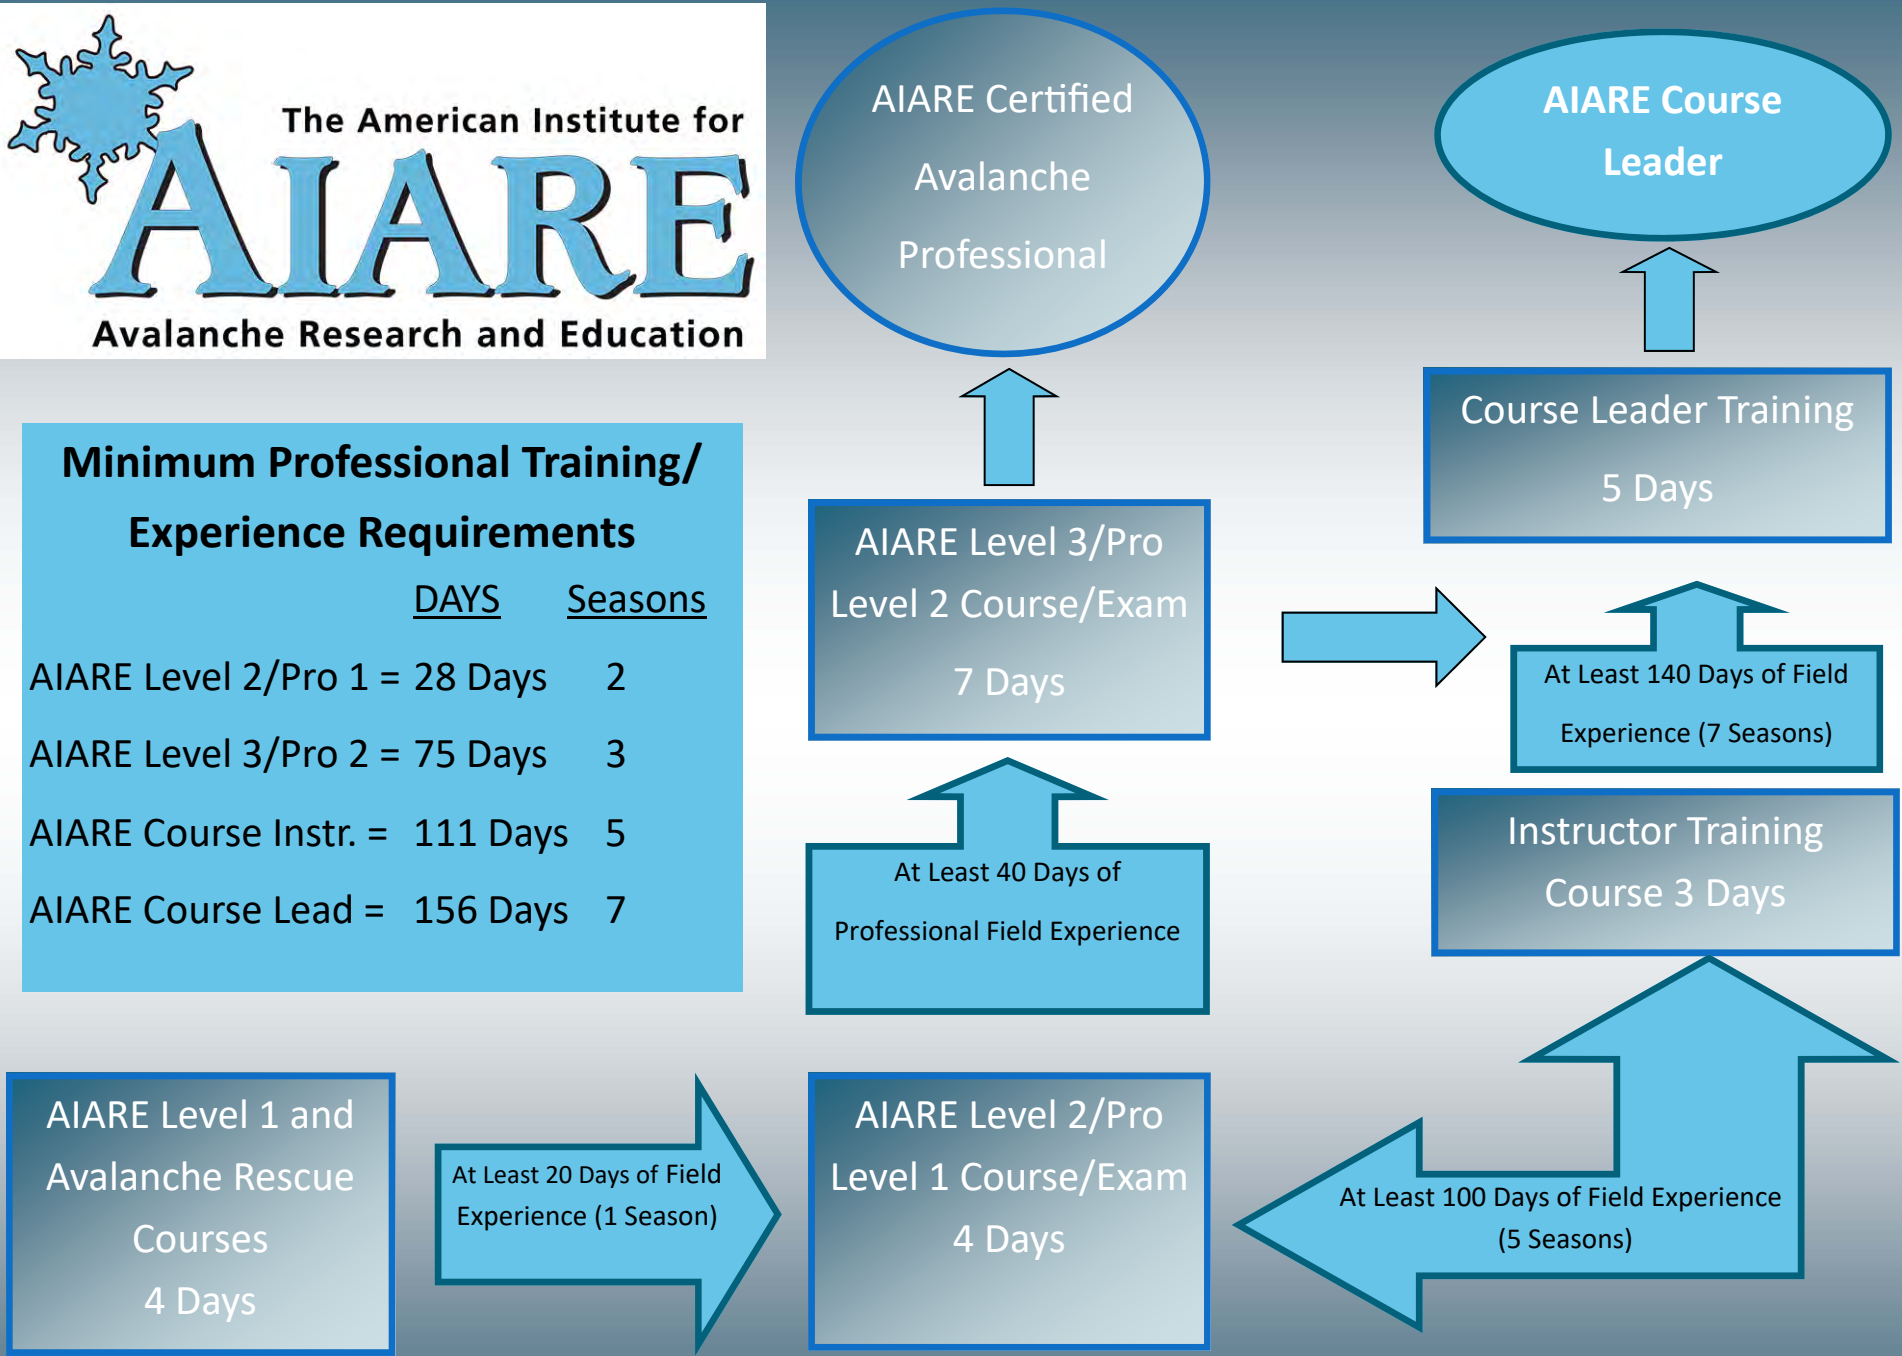 The American Institute for
AIARE
Avalanche Research and Education
AIARE Certified
Avalanche
Professional
AIARE Course
Leader
Course Leader Training
5 Days
Minimum Professional Training/
Experience Requirements
DAYS Seasons
AIARE Level 2/Pro 1 = 28 Days 2
AIARE Level 3/Pro 2 = 75 Days 3
AIARE Course Instr. = 111 Days 5
AIARE Course Lead = 156 Days 7
AIARE Level 3/Pro
Level 2 Course/Exam
7 Days
At Least 140 Days of Field
Experience (7 Seasons)
At Least 40 Days of
Professional Field Experience
Instructor Training
Course 3 Days
AIARE Level 1 and
Avalanche Rescue
Courses
4 Days
At Least 20 Days of Field
Experience (1 Season)
AIARE Level 2/Pro
Level 1 Course/Exam
4 Days
At Least 100 Days of Field Experience
(5 Seasons)